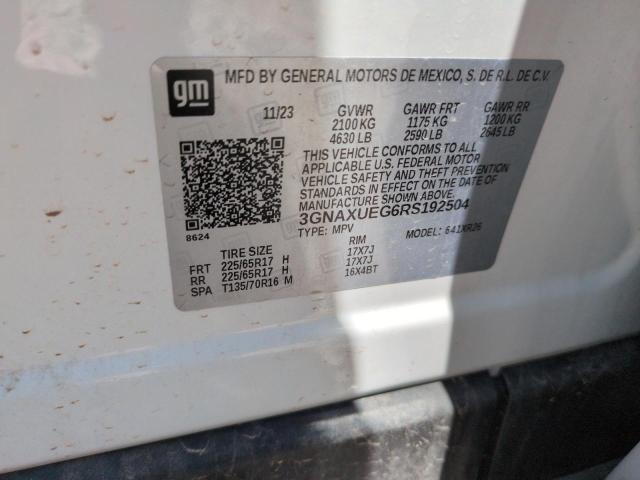 gm
MFD BY GENERAL MOTORS DE MEXICO, S. DE R.L. DE C.V.
11/23 GVWR GAWR FRT GAWR RR
2100 KG 1175 KG 1200 KG
4630 LB 2590 LB 2645 LB
THIS VEHICLE CONFORMS TO ALL
APPLICABLE U.S. FEDERAL MOTOR
VEHICLE SAFETY AND THEFT PREVENTION
STANDARDS IN EFFECT ON THE DATE OF
MANUFACTURE SHOWN ABOVE.
3GNAXUEG6RS192504
8624
TYPE: MPV MODEL: 641XR26
TIRE SIZE RIM
FRT 225/65R17 H 17X7J
RR 225/65R17 H 17X7J
SPA T135/70R16 M 16X4BT